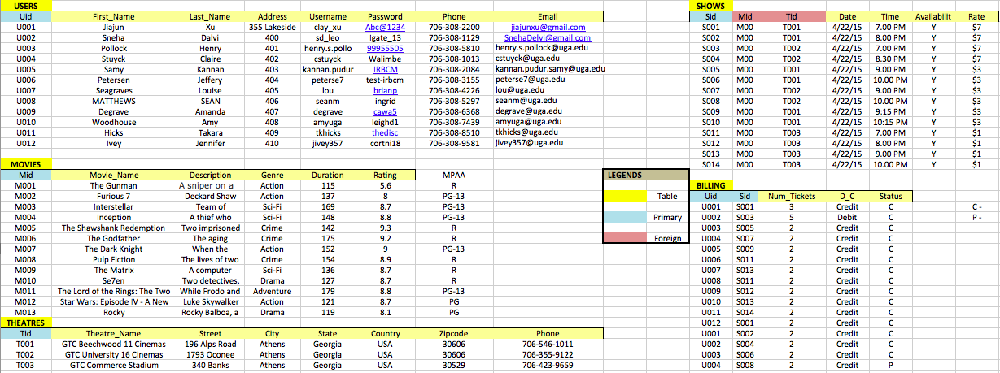 USERS
Uid First_Name Last_Name Address Username Password Phone Email
U001 Jiajun Xu 355 Lakeside clay_xu Abc@1234 706-308-2200 jiajunxu@gmail.com
U002 Sneha Dalvi 400 sd_leo lgate_13 706-308-1129 SnehaDelvi@gmail.com
U003 Pollock Henry 401 henry.s.pollo 99955505 706-308-5810 henry.s.pollock@uga.edu
U004 Stuyck Claire 402 cstuyck Walimbe 706-308-1013 cstuyck@uga.edu
U005 Samy Kannan 403 kannan.pudur IRBCM 706-308-2084 kannan.pudur.samy@uga.edu
U006 Petersen Jeffery 404 peterse7 test-irbcm 706-308-3155 peterse7@uga.edu
U007 Seagraves Louise 405 lou brianp 706-308-4226 lou@uga.edu
U008 MATTHEWS SEAN 406 seanm ingrid 706-308-5297 seanm@uga.edu
U009 Degrave Amanda 407 degrave cawa5 706-308-6368 degrave@uga.edu
U010 Woodhouse Amy 408 amyuga leighd1 706-308-7439 amyuga@uga.edu
U011 Hicks Takara 409 tkhicks thedisc 706-308-8510 tkhicks@uga.edu
U012 Ivey Jennifer 410 jivey357 cortni18 706-308-9581 jivey357@uga.edu
SHOWS
Sid Mid Tid Date Time Availabilit Rate
S001 M00 T001 4/22/15 7.00 PM Y $7
S002 M00 T001 4/22/15 8.00 PM Y $7
S003 M00 T002 4/22/15 7.00 PM Y $7
S004 M00 T002 4/22/15 8.30 PM Y $7
S005 M00 T001 4/22/15 9.00 PM Y $3
S006 M00 T001 4/22/15 10.00 PM Y $3
S007 M00 T002 4/22/15 9.00 PM Y $3
S008 M00 T002 4/22/15 10.00 PM Y $3
S009 M00 T001 4/22/15 9:15 PM Y $3
S010 M00 T001 4/22/15 10:15 PM Y $3
S011 M00 T003 4/22/15 7.00 PM Y $1
S012 M00 T003 4/22/15 8.00 PM Y $1
S013 M00 T003 4/22/15 9.00 PM Y $1
S014 M00 T003 4/22/15 10.00 PM Y $1
MOVIES
Mid Movie_Name Description Genre Duration Rating MPAA
M001 The Gunman A sniper on a Action 115 5.6 R
M002 Furious 7 Deckard Shaw Action 137 8 PG-13
M003 Interstellar Team of Sci-Fi 169 8.7 PG-13
M004 Inception A thief who Sci-Fi 148 8.8 PG-13
M005 The Shawshank Redemption Two imprisoned Crime 142 9.3 R
M006 The Godfather The aging Crime 175 9.2 R
M007 The Dark Knight When the Action 152 9 PG-13
M008 Pulp Fiction The lives of two Crime 154 8.9 R
M009 The Matrix A computer Sci-Fi 136 8.7 R
M010 Se7en Two detectives, Drama 127 8.7 R
M011 The Lord of the Rings: The Two While Frodo and Adventure 179 8.8 PG-13
M012 Star Wars: Episode IV - A New Luke Skywalker Action 121 8.7 PG
M013 Rocky Rocky Balboa, a Drama 119 8.1 PG
LEGENDS
Table
Primary
Foreign
BILLING
Uid Sid Num_Tickets D_C Status
U001 S001 3 Credit C C -
U002 S003 5 Debit C P -
U003 S005 2 Credit C
U004 S007 2 Credit C
U005 S009 2 Credit C
U006 S011 2 Credit C
U007 S013 2 Credit C
U008 S011 2 Credit C
U009 S012 2 Credit C
U010 S013 2 Credit C
U011 S014 2 Credit C
U012 S001 2 Credit C
U001 S002 2 Credit C
U002 S004 2 Credit C
U003 S006 2 Credit C
U004 S008 2 Credit P
THEATRES
Tid Theatre_Name Street City State Country Zipcode Phone
T001 GTC Beechwood 11 Cinemas 196 Alps Road Athens Georgia USA 30606 706-546-1011
T002 GTC University 16 Cinemas 1793 Oconee Athens Georgia USA 30606 706-355-9122
T003 GTC Commerce Stadium 340 Banks Athens Georgia USA 30529 706-423-9659